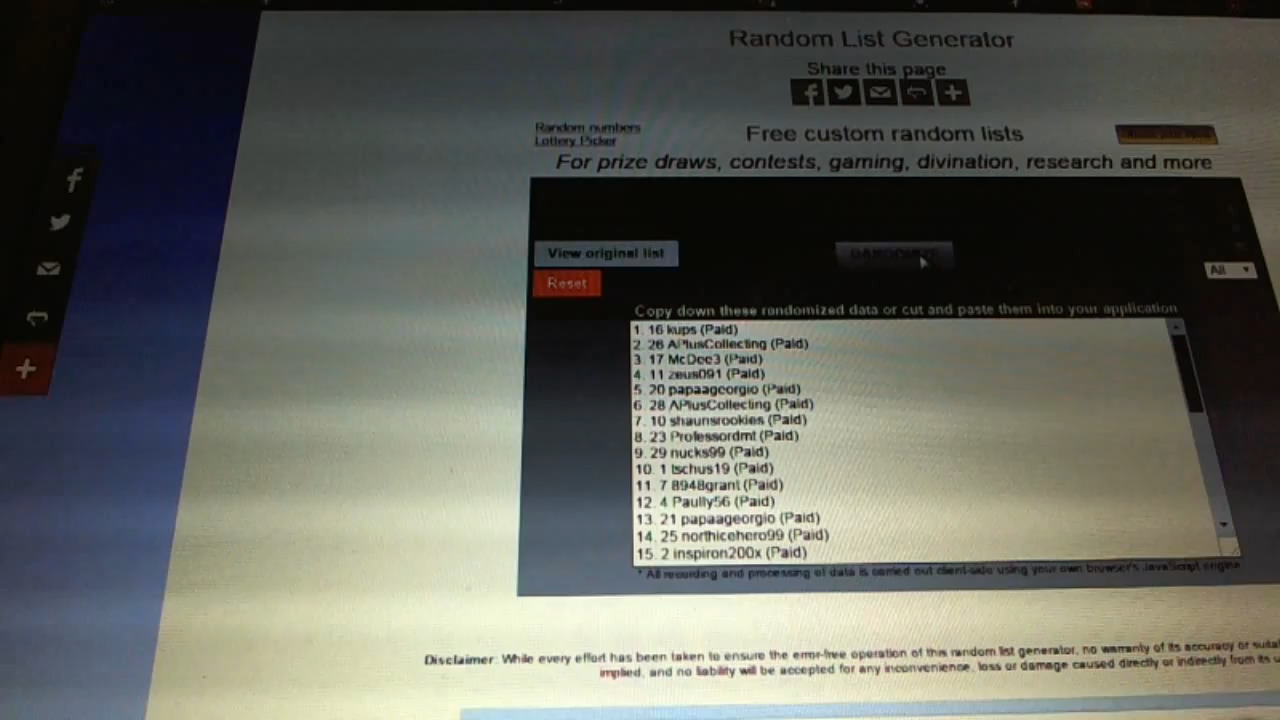 Random List Generator
Share this page
Random numbers
Lottery Picker
Free custom random lists
For prize draws, contests, gaming, divination, research and more
View original list
Reset
All
Copy down these randomized data or cut and paste them into your application
1. 16 kups (Paid)
2. 26 APlusCollecting (Paid)
3. 17 McDee3 (Paid)
4. 11 zeus091 (Paid)
5. 20 papaageorgio (Paid)
6. 28 APlusCollecting (Paid)
7. 10 shaunsrookies (Paid)
8. 23 Professordmt (Paid)
9. 29 nucks99 (Paid)
10. 1 tschus19 (Paid)
11. 7 8948grant (Paid)
12. 4 Paully56 (Paid)
13. 21 papaageorgio (Paid)
14. 25 northicehero99 (Paid)
15. 2 inspiron200x (Paid)
* All recording and processing of data is carried out client-side using your own browser's JavaScript engine
Disclaimer: While every effort has been taken to ensure the error-free operation of this random list generator, no warranty of its accuracy or
implied, and no liability will be accepted for any inconvenience, loss or damage caused directly or indirectly from its